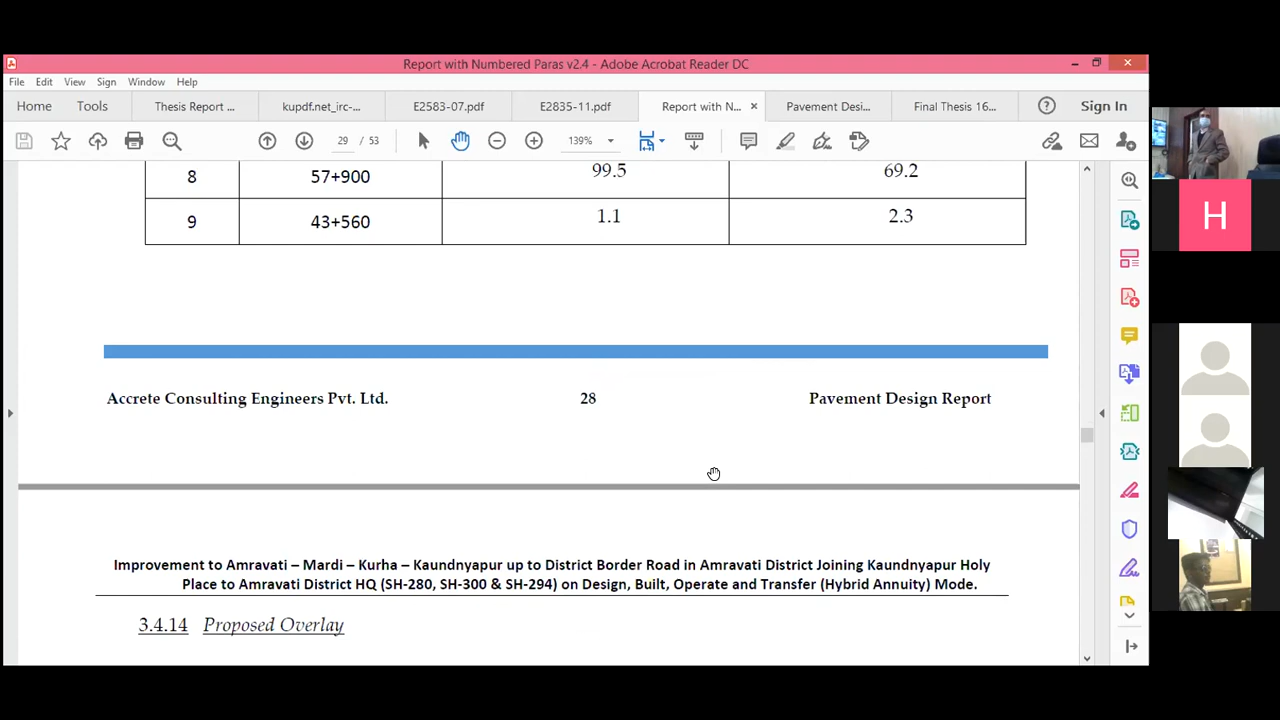 Report with Numbered Paras v2.4 - Adobe Acrobat Reader DC
File Edit View Sign Window Help
Home Tools Thesis Report ... kupdf.net_irc-... E2583-07.pdf E2835-11.pdf Report with N... Pavement Desi... Final Thesis 16... Sign In
29 / 53 139%
8 57+900 99.5 69.2
9 43+560 1.1 2.3
Accrete Consulting Engineers Pvt. Ltd. 28 Pavement Design Report
Improvement to Amravati – Mardi – Kurha – Kaundnyapur up to District Border Road in Amravati District Joining Kaundnyapur Holy
Place to Amravati District HQ (SH-280, SH-300 & SH-294) on Design, Built, Operate and Transfer (Hybrid Annuity) Mode.
3.4.14 Proposed Overlay
H